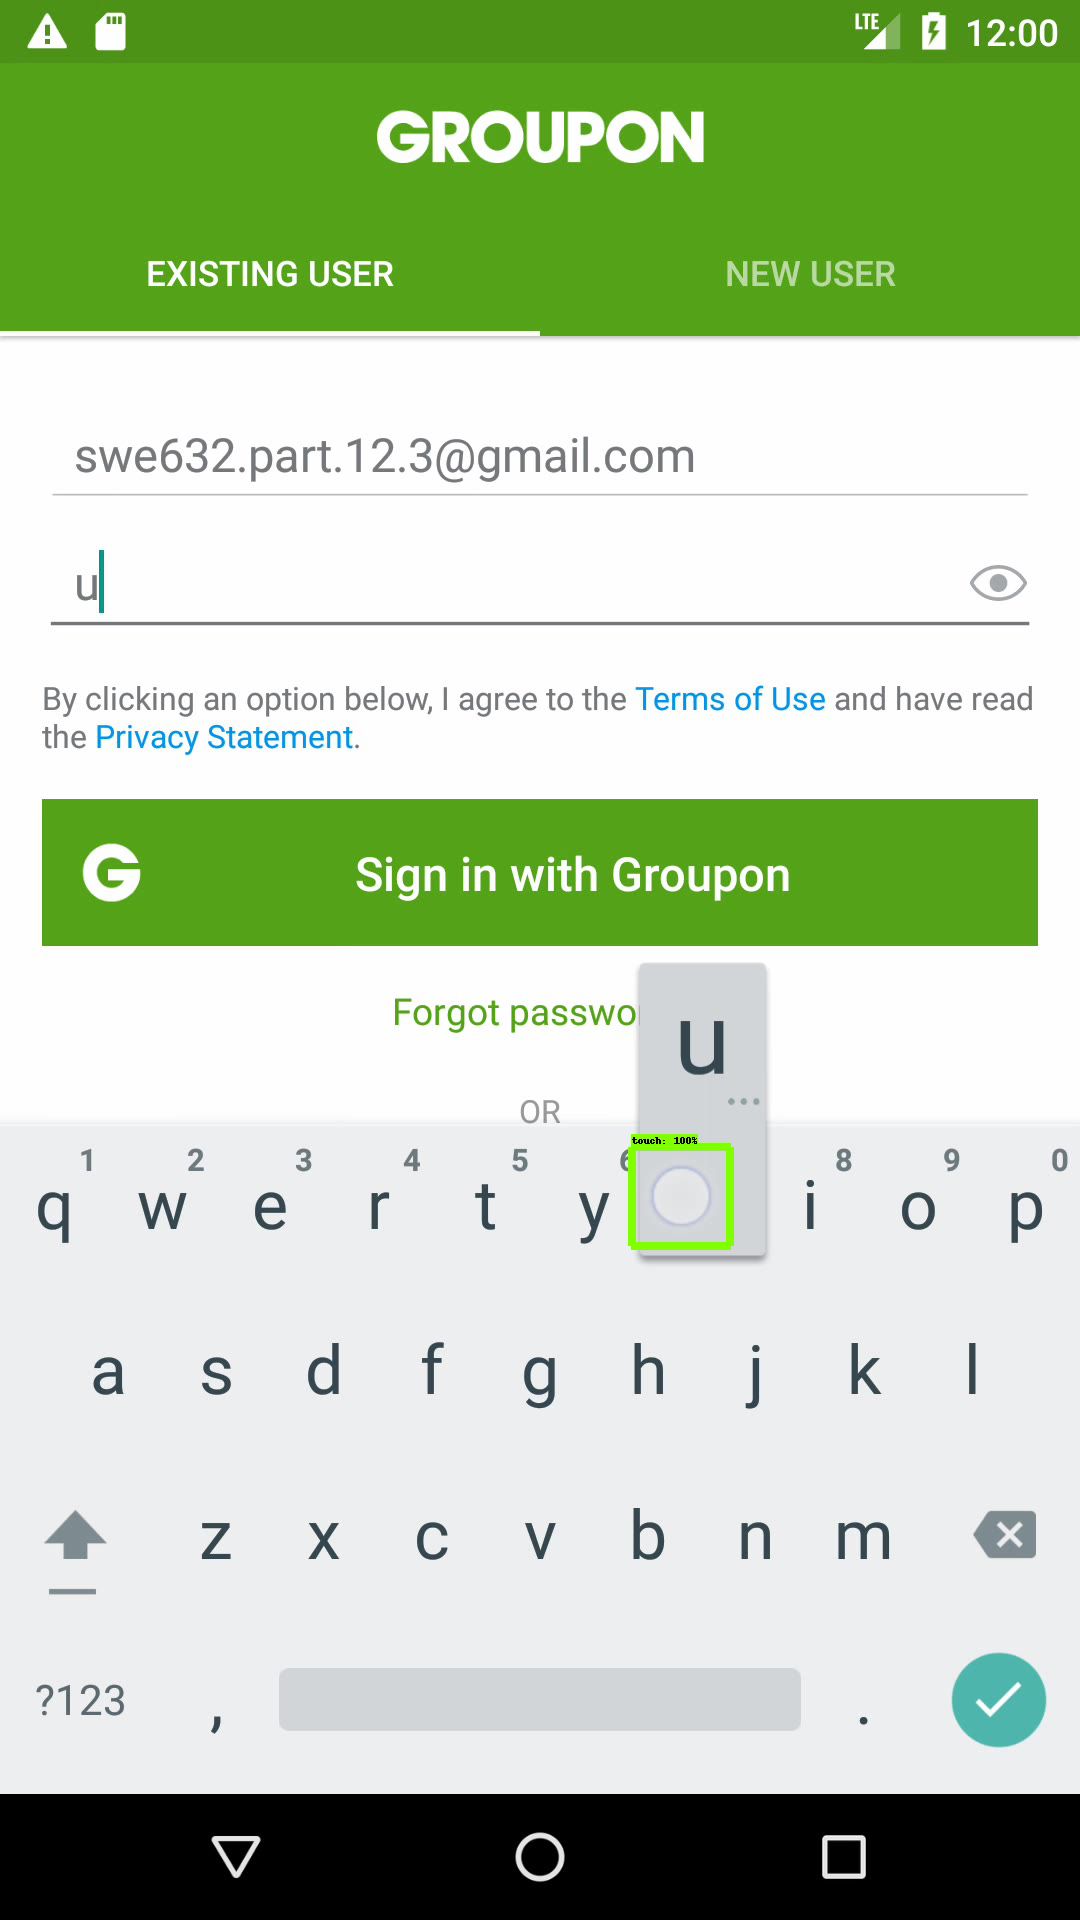 LTE 12:00
GROUPON
EXISTING USER NEW USER
swe632.part.12.3@gmail.com
u
By clicking an option below, I agree to the Terms of Use and have read
the Privacy Statement.
G Sign in with Groupon
Forgot passwo
u
OR
touch: 100%
1 2 3 4 5 6 8 9 0
q w e r t y i o p
a s d f g h j k l
z x c v b n m
?123 , .